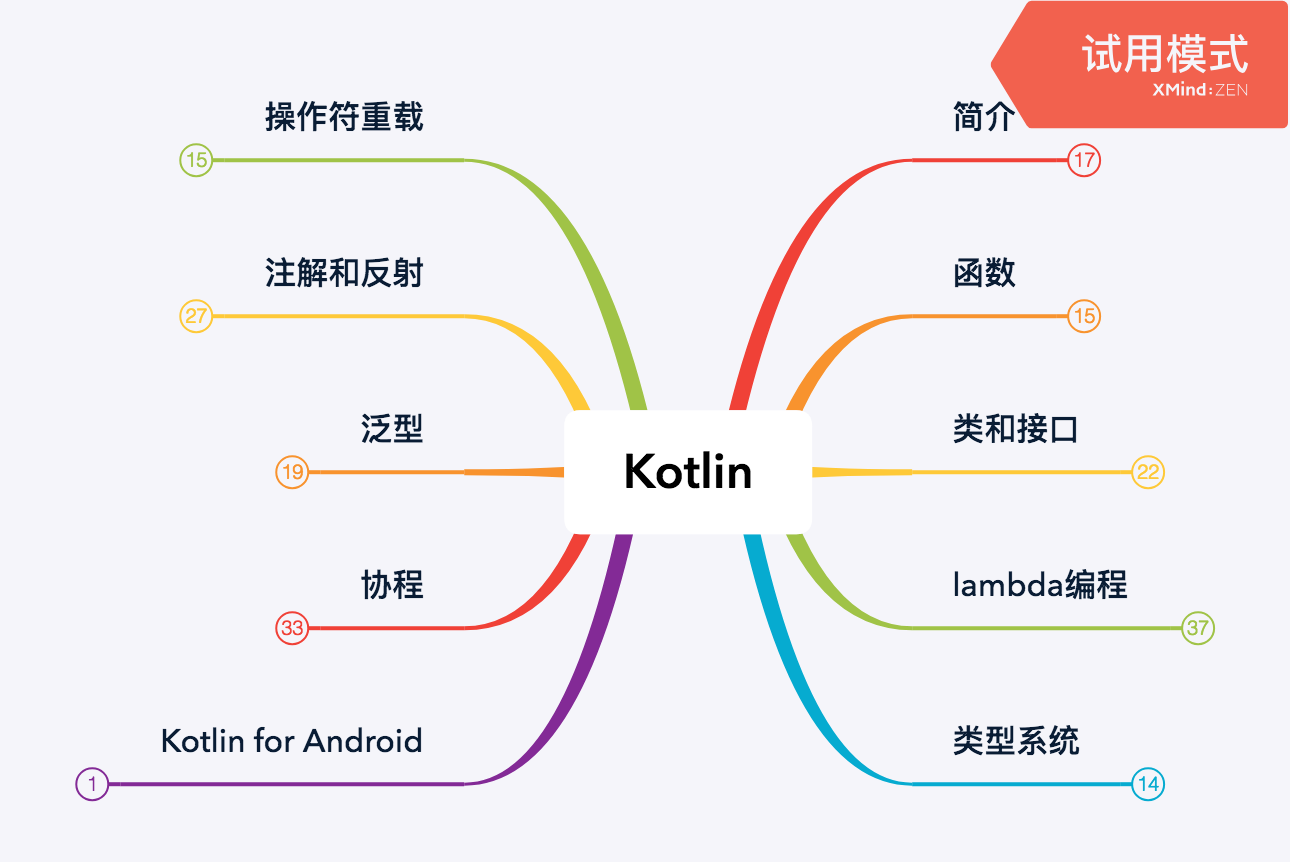 试用模式
XMind:ZEN
操作符重载
15
简介
17
注解和反射
27
函数
15
泛型
19
Kotlin
类和接口
22
协程
33
lambda编程
37
Kotlin for Android
1
类型系统
14